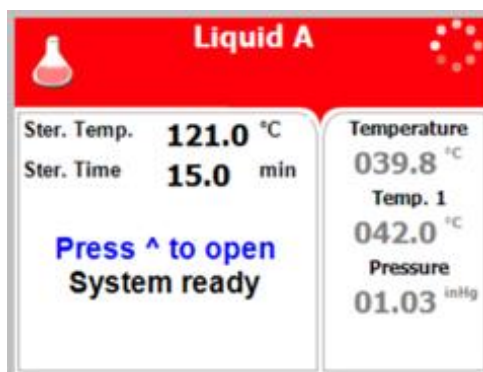 Liquid A
Ster. Temp. 121.0 °C
Ster. Time 15.0 min
Press ^ to open
System ready
Temperature
039.8 °C
Temp. 1
042.0 °C
Pressure
01.03 inHg